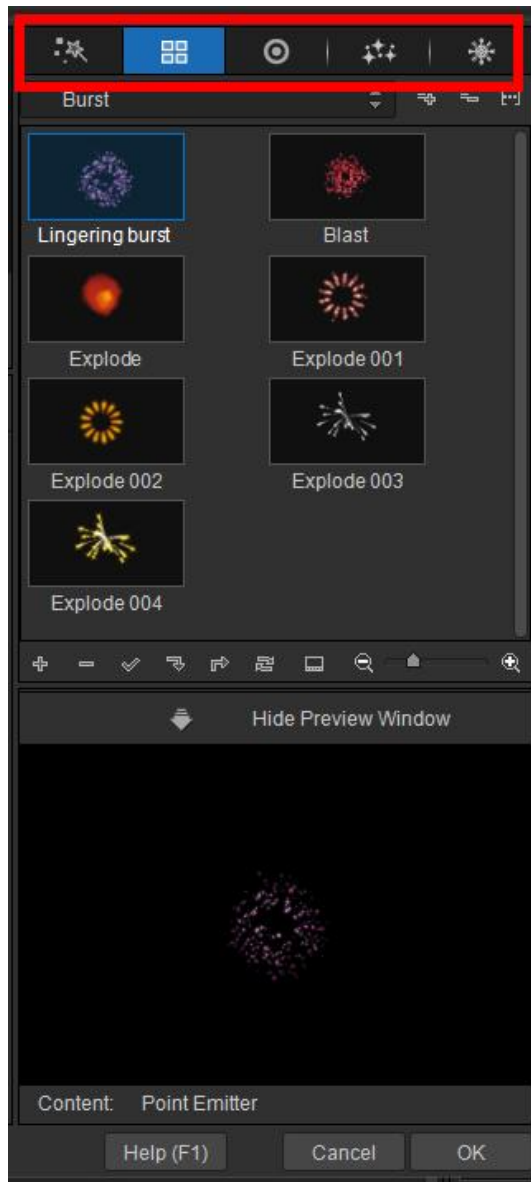 Burst
Lingering burst
Blast
Explode
Explode 001
Explode 002
Explode 003
Explode 004
Hide Preview Window
Content: Point Emitter
Help (F1)
Cancel
OK